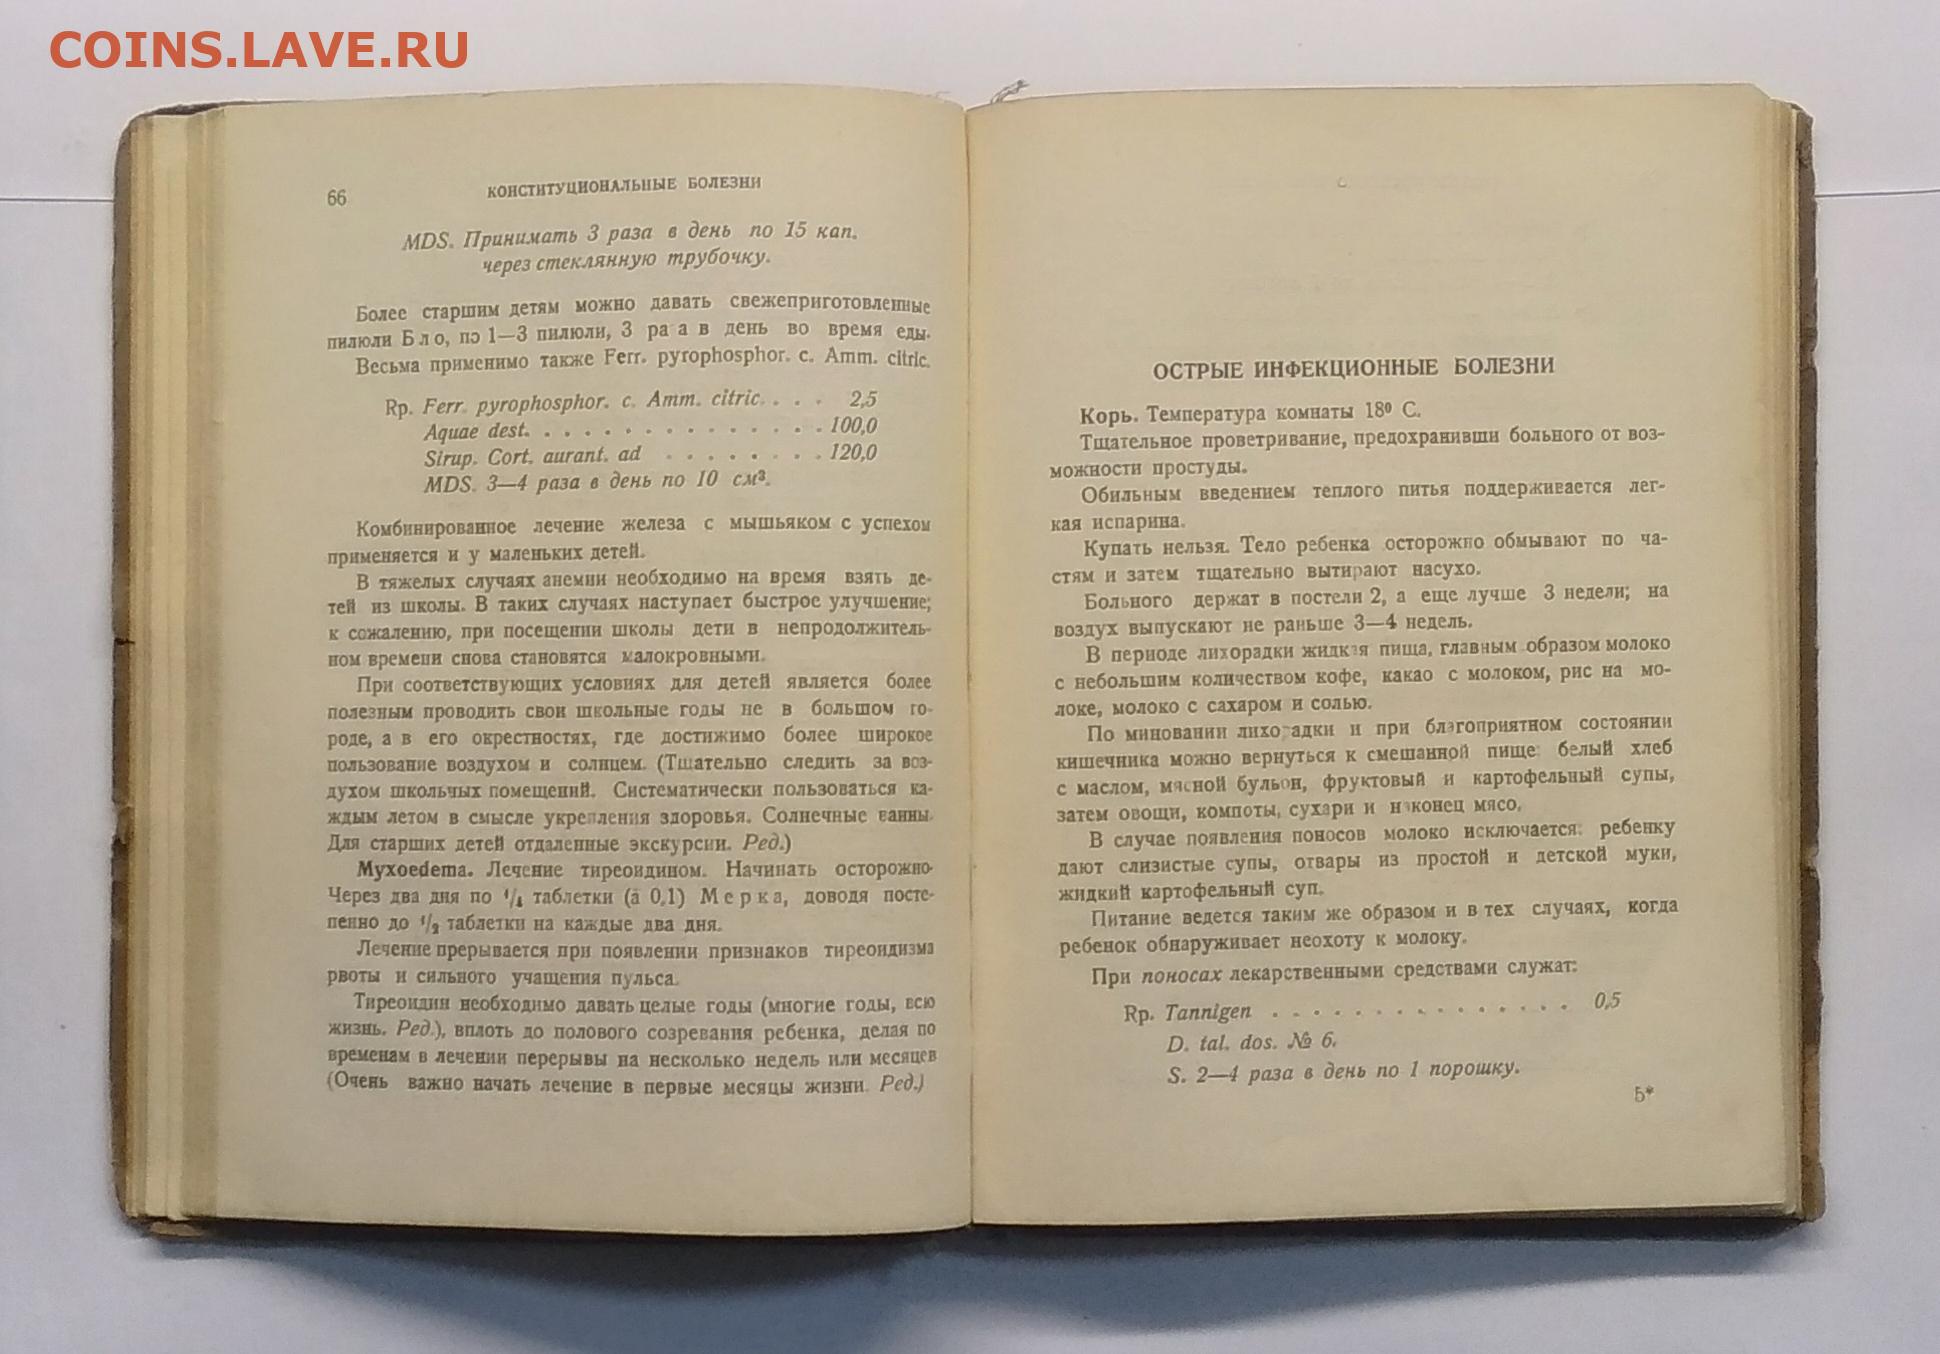 COINS.LAVE.RU
66 КОНСТИТУЦИОНАЛЬНЫЕ БОЛЕЗНИ
MDS. Принимать 3 раза в день по 15 кап.
через стеклянную трубочку.
Более старшим детям можно давать свежеприготовленные
пилюли Бло, по 1—3 пилюли, 3 ра а в день во время еды.
Весьма применимо также Ferr. pyrophosphor. c. Amm. citric.
Rp. Ferr. pyrophosphor. c. Amm. citric. . . . 2,5
Aquae dest. . . . . . . . . . . . . . . 100,0
Sirup. Cort. aurant. ad . . . . . . . . 120,0
MDS. 3—4 раза в день по 10 см³.
Комбинированное лечение железа с мышьяком с успехом
применяется и у маленьких детей.
В тяжелых случаях анемии необходимо на время взять де-
тей из школы. В таких случаях наступает быстрое улучшение;
к сожалению, при посещении школы дети в непродолжитель-
ном времени снова становятся малокровными.
При соответствующих условиях для детей является более
полезным проводить свои школьные годы не в большом го-
роде, а в его окрестностях, где достижимо более широкое
пользование воздухом и солнцем. (Тщательно следить за воз-
духом школьных помещений. Систематически пользоваться ка-
ждым летом в смысле укрепления здоровья. Солнечные ванны.
Для старших детей отдаленные экскурсии. Ред.)
Myxoedema. Лечение тиреоидином. Начинать осторожно.
Через два дня по 1/4 таблетки (à 0,1) Мерка, доводя посте-
пенно до 1/2 таблетки на каждые два дня.
Лечение прерывается при появлении признаков тиреоидизма
рвоты и сильного учащения пульса.
Тиреоидин необходимо давать целые годы (многие годы, всю
жизнь. Ред.), вплоть до полового созревания ребенка, делая по
временам в лечении перерывы на несколько недель или месяцев
(Очень важно начать лечение в первые месяцы жизни. Ред.)
ОСТРЫЕ ИНФЕКЦИОННЫЕ БОЛЕЗНИ
Корь. Температура комнаты 18⁰ C.
Тщательное проветривание, предохранивши больного от воз-
можности простуды.
Обильным введением теплого питья поддерживается лег-
кая испарина.
Купать нельзя. Тело ребенка осторожно обмывают по ча-
стям и затем тщательно вытирают насухо.
Больного держат в постели 2, а еще лучше 3 недели; на
воздух выпускают не раньше 3—4 недель.
В периоде лихорадки жидкая пища, главным образом молоко
с небольшим количеством кофе, какао с молоком, рис на мо-
локе, молоко с сахаром и солью.
По миновании лихорадки и при благоприятном состоянии
кишечника можно вернуться к смешанной пище: белый хлеб
с маслом, мясной бульон, фруктовый и картофельный супы,
затем овощи, компоты, сухари и наконец мясо.
В случае появления поносов молоко исключается: ребенку
дают слизистые супы, отвары из простой и детской муки,
жидкий картофельный суп.
Питание ведется таким же образом и в тех случаях, когда
ребенок обнаруживает неохоту к молоку.
При поносах лекарственными средствами служат:
Rp. Tannigen . . . . . . . . . . . . . . . 0,5
D. tal. dos. № 6.
S. 2—4 раза в день по 1 порошку.
5*